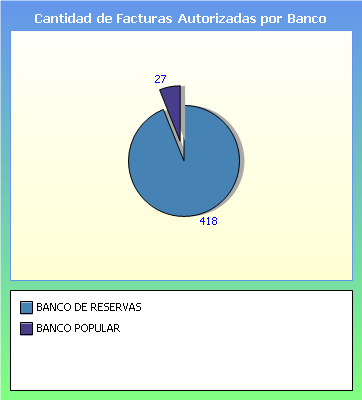 Cantidad de Facturas Autorizadas por Banco
27
418
BANCO DE RESERVAS
BANCO POPULAR